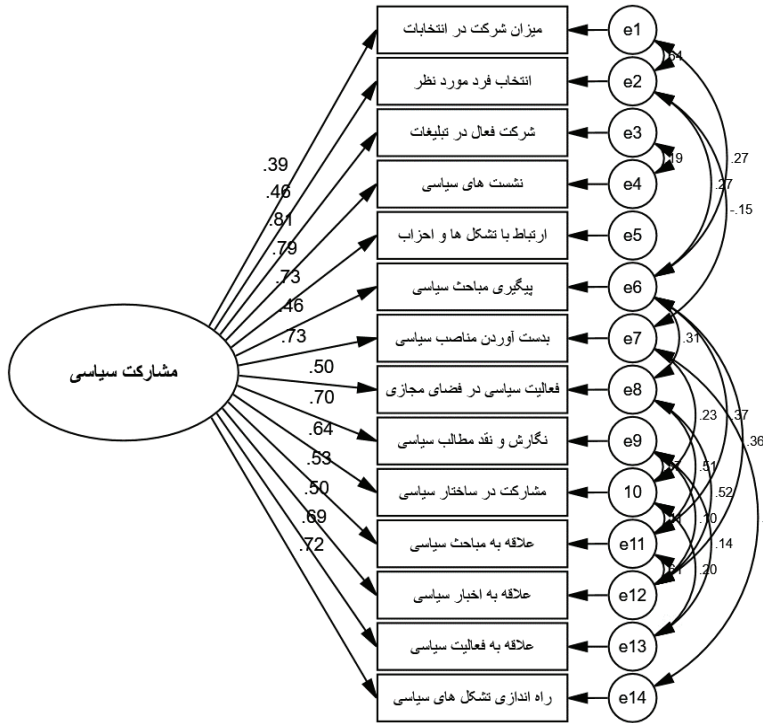 میزان شرکت در انتخابات
e1
انتخاب فرد مورد نظر
e2
شرکت فعال در تبلیغات
e3
نشست های سیاسی
e4
ارتباط با تشکل ها و احزاب
e5
پیگیری مباحث سیاسی
e6
بدست آوردن مناصب سیاسی
e7
فعالیت سیاسی در فضای مجازی
e8
نگارش و نقد مطالب سیاسی
e9
مشارکت در ساختار سیاسی
10
علاقه به مباحث سیاسی
e11
علاقه به اخبار سیاسی
e12
علاقه به فعالیت سیاسی
e13
راه اندازی تشکل های سیاسی
e14
مشارکت سیاسی
.39
.46
.81
.79
.73
.46
.73
.50
.70
.64
.53
.50
.69
.72
.27
.27
-.15
.31
.23
.37
.36
.51
.52
.10
.14
.20